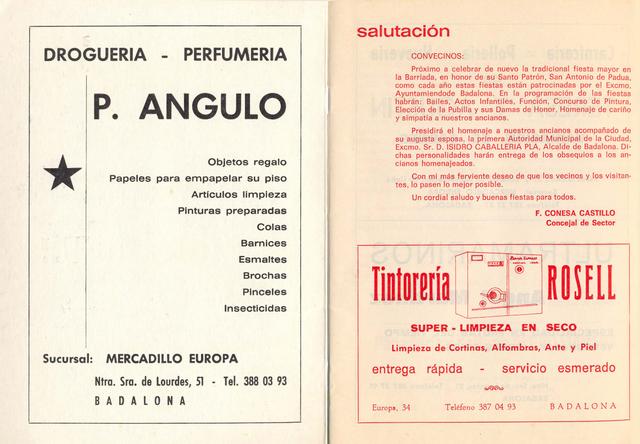 DROGUERIA - PERFUMERIA
P. ANGULO
Objetos regalo
Papeles para empapelar su piso
Artículos limpieza
Pinturas preparadas
Colas
Barnices
Esmaltes
Brochas
Pinceles
Insecticidas
Sucursal: MERCADILLO EUROPA
Ntra. Sra. de Lourdes, 51 - Tel. 388 03 93
BADALONA
salutación
CONVECINOS:
Próximo a celebrar de nuevo la tradicional fiesta mayor en
la Barriada, en honor de su Santo Patrón, San Antonio de Padua,
como cada año estas fiestas están patrocinadas por el Excmo.
Ayuntamiendode Badalona. En la programación de las fiestas
habrán: Bailes, Actos Infantiles, Función, Concurso de Pintura,
Elección de la Pubilla y sus Damas de Honor. Homenaje de cariño
y simpatía a nuestros ancianos.
Presidirá el homenaje a nuestros ancianos acompañado de
su augusta esposa, la primera Autoridad Municipal de la Ciudad,
Excmo. Sr. D. ISIDRO CABALLERIA PLA, Alcalde de Badalona. Di-
chas personalidades harán entrega de los obsequios a los ancia-
nos homenajeados.
Con mi más ferviente deseo de que los vecinos y los visitan-
tes, lo pasen lo mejor posible.
Un cordial saludo y buenas fiestas para todos.
F. CONESA CASTILLO
Concejal de Sector
Tintorería ROSELL
SUPER - LIMPIEZA EN SECO
Limpieza de Cortinas, Alfombras, Ante y Piel
entrega rápida - servicio esmerado
Europa, 34 Teléfono 387 04 93 BADALONA